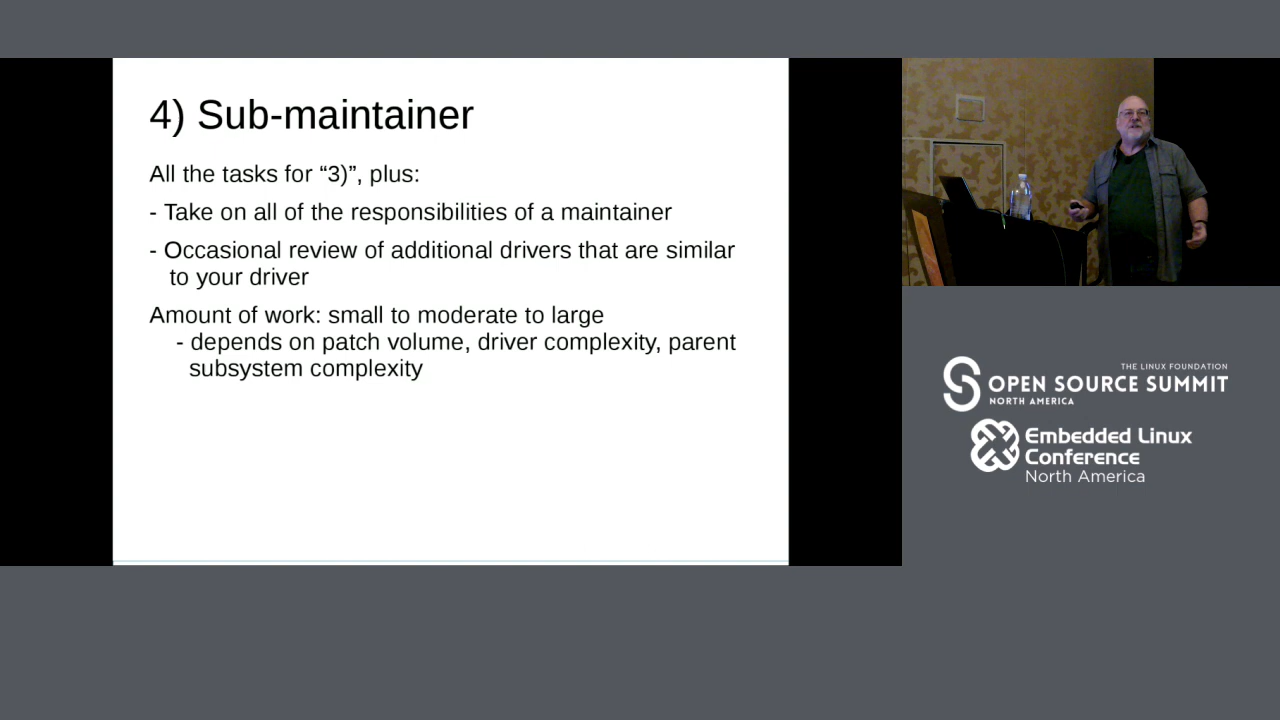 4) Sub-maintainer
All the tasks for “3)”, plus:
- Take on all of the responsibilities of a maintainer
- Occasional review of additional drivers that are similar
to your driver
Amount of work: small to moderate to large
- depends on patch volume, driver complexity, parent
subsystem complexity
THE LINUX FOUNDATION
OPEN SOURCE SUMMIT
NORTH AMERICA
Embedded Linux
Conference
North America